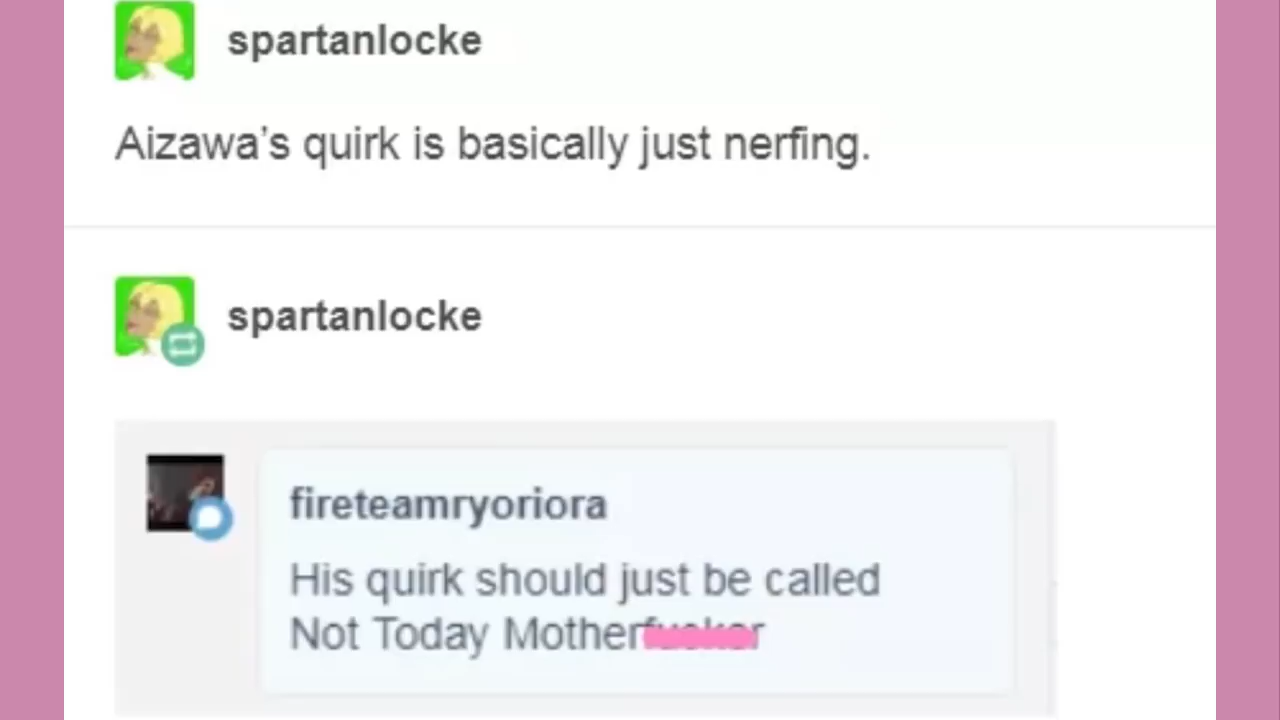 spartanlocke
Aizawa's quirk is basically just nerfing.
spartanlocke
fireteamryoriora
His quirk should just be called
Not Today Motherfucker